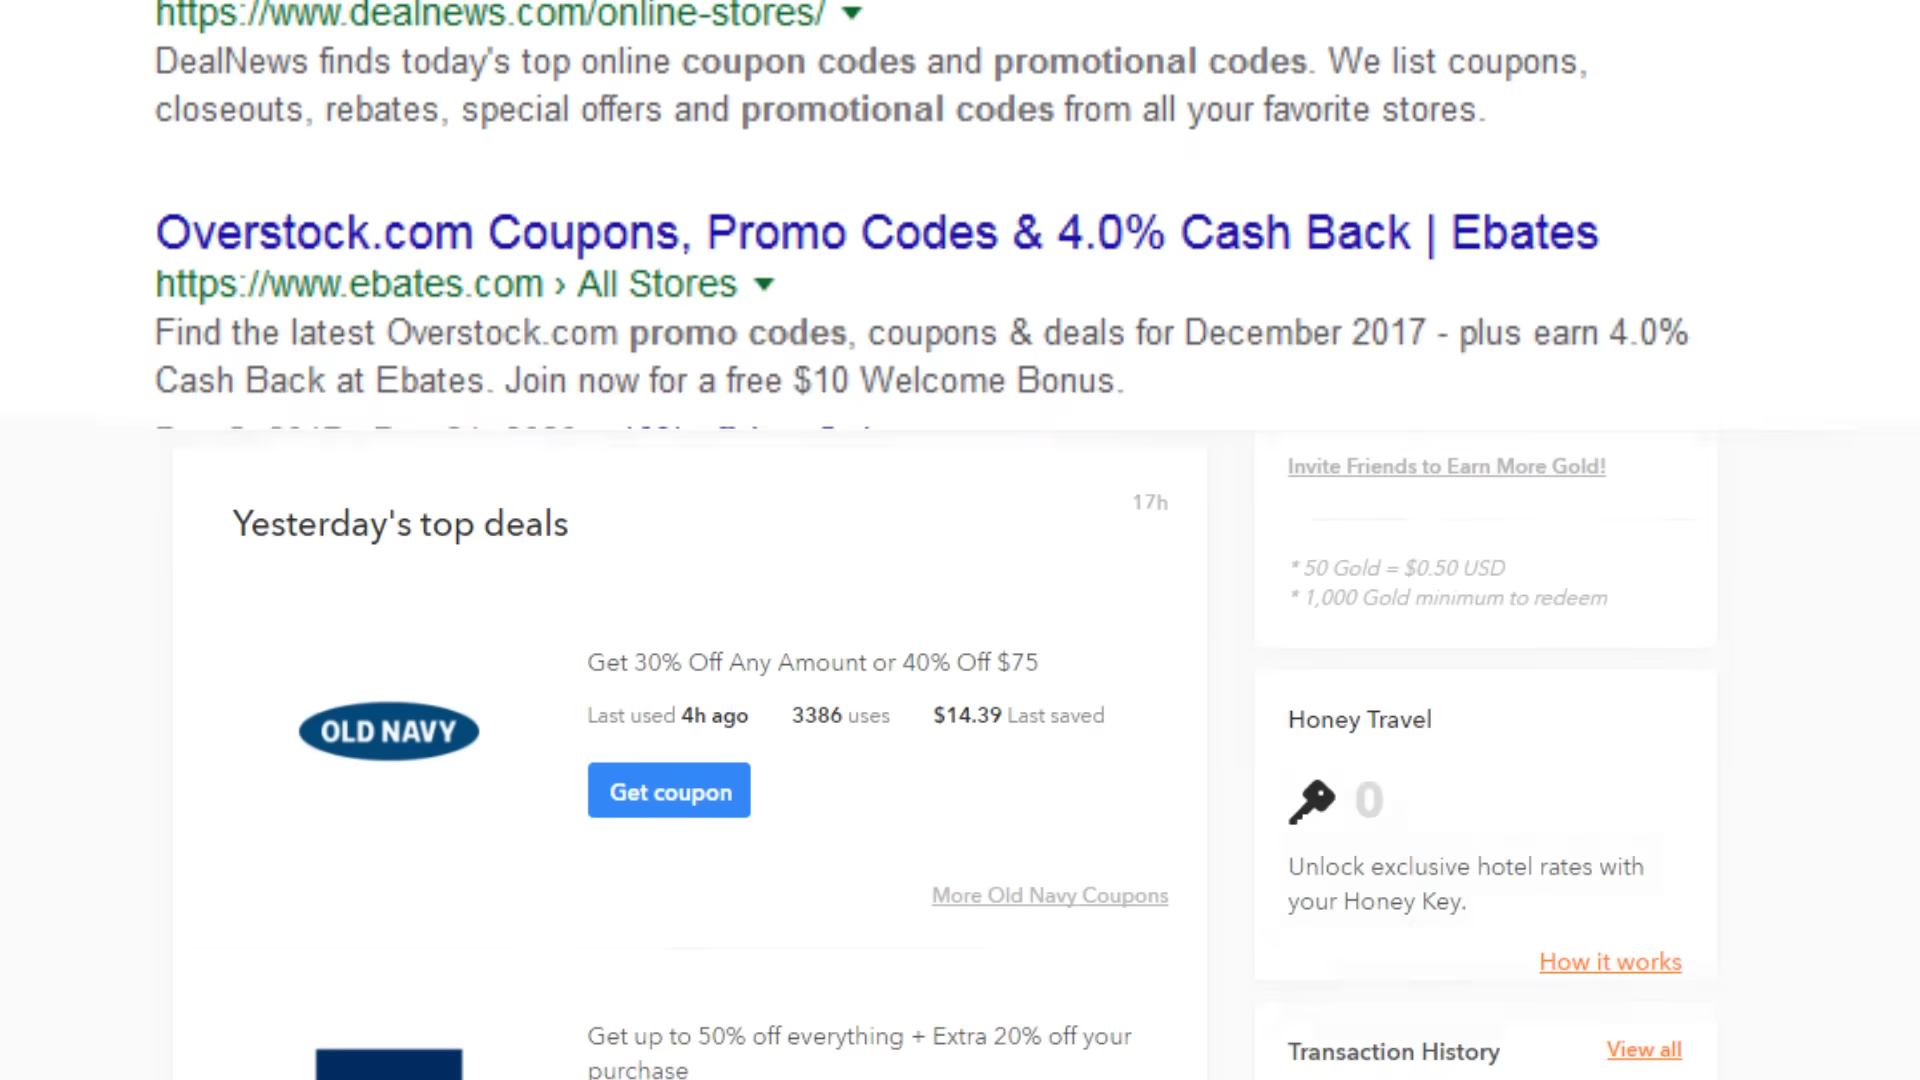 https://www.dealnews.com/online-stores/
DealNews finds today's top online coupon codes and promotional codes. We list coupons,
closeouts, rebates, special offers and promotional codes from all your favorite stores.
Overstock.com Coupons, Promo Codes & 4.0% Cash Back | Ebates
https://www.ebates.com › All Stores
Find the latest Overstock.com promo codes, coupons & deals for December 2017 - plus earn 4.0%
Cash Back at Ebates. Join now for a free $10 Welcome Bonus.
Yesterday's top deals
17h
OLD NAVY
Get 30% Off Any Amount or 40% Off $75
Last used 4h ago 3386 uses $14.39 Last saved
Get coupon
More Old Navy Coupons
Get up to 50% off everything + Extra 20% off your
purchase
Invite Friends to Earn More Gold!
* 50 Gold = $0.50 USD
* 1,000 Gold minimum to redeem
Honey Travel
0
Unlock exclusive hotel rates with
your Honey Key.
How it works
Transaction History
View all